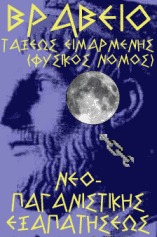 ΒΡΑΒΕΙΟ
ΤΑΞΕΩΣ ΕΙΜΑΡΜΕΝΗΣ
(ΦΥΣΙΚΟΣ ΝΟΜΟΣ)
ΝΕΟ-
ΠΑΓΑΝΙΣΤΙΚΗΣ
ΕΞΑΠΑΤΗΣΕΩΣ